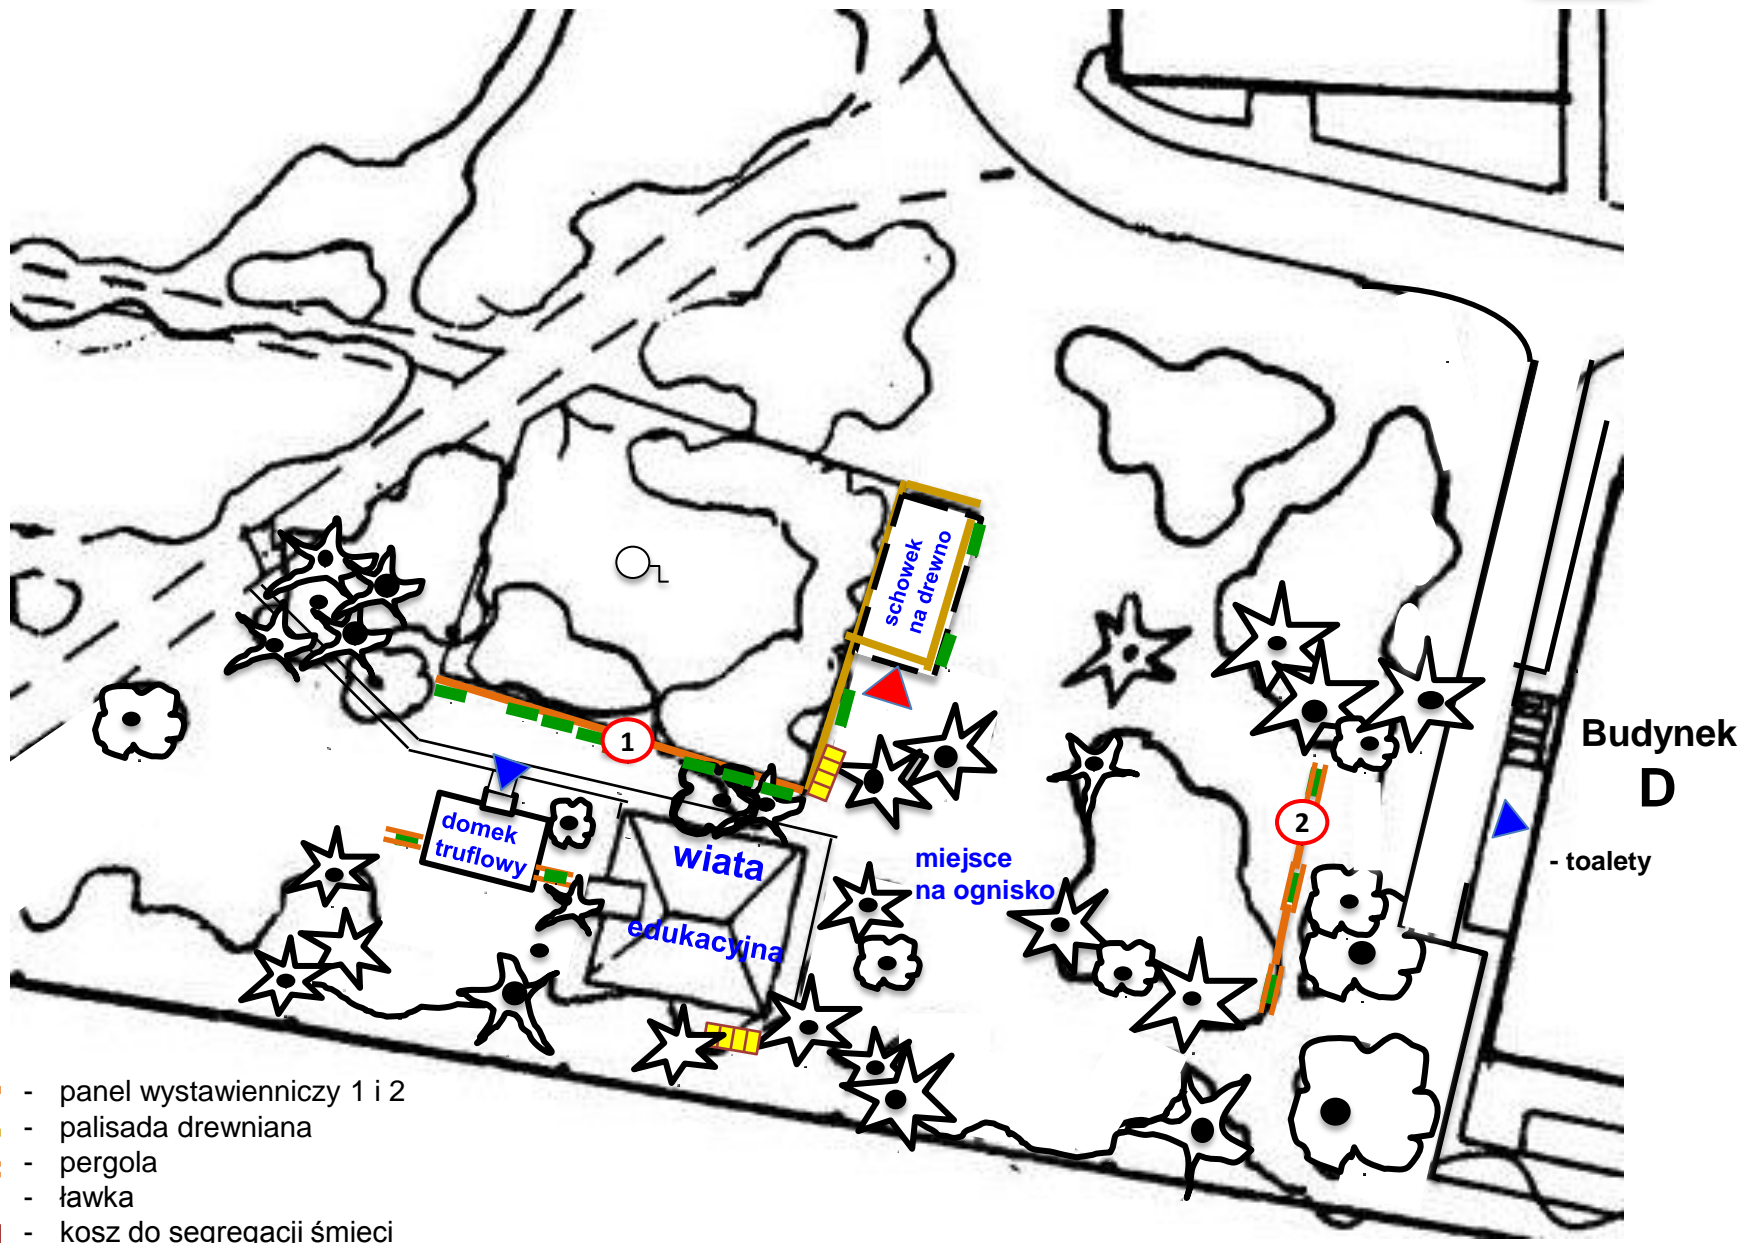 schowek
na drewno
1
domek
truflowy
wiata
edukacyjna
miejsce
na ognisko
2
Budynek
D
- toalety
- panel wystawienniczy 1 i 2
- palisada drewniana
- pergola
- ławka
- kosz do segregacji śmieci